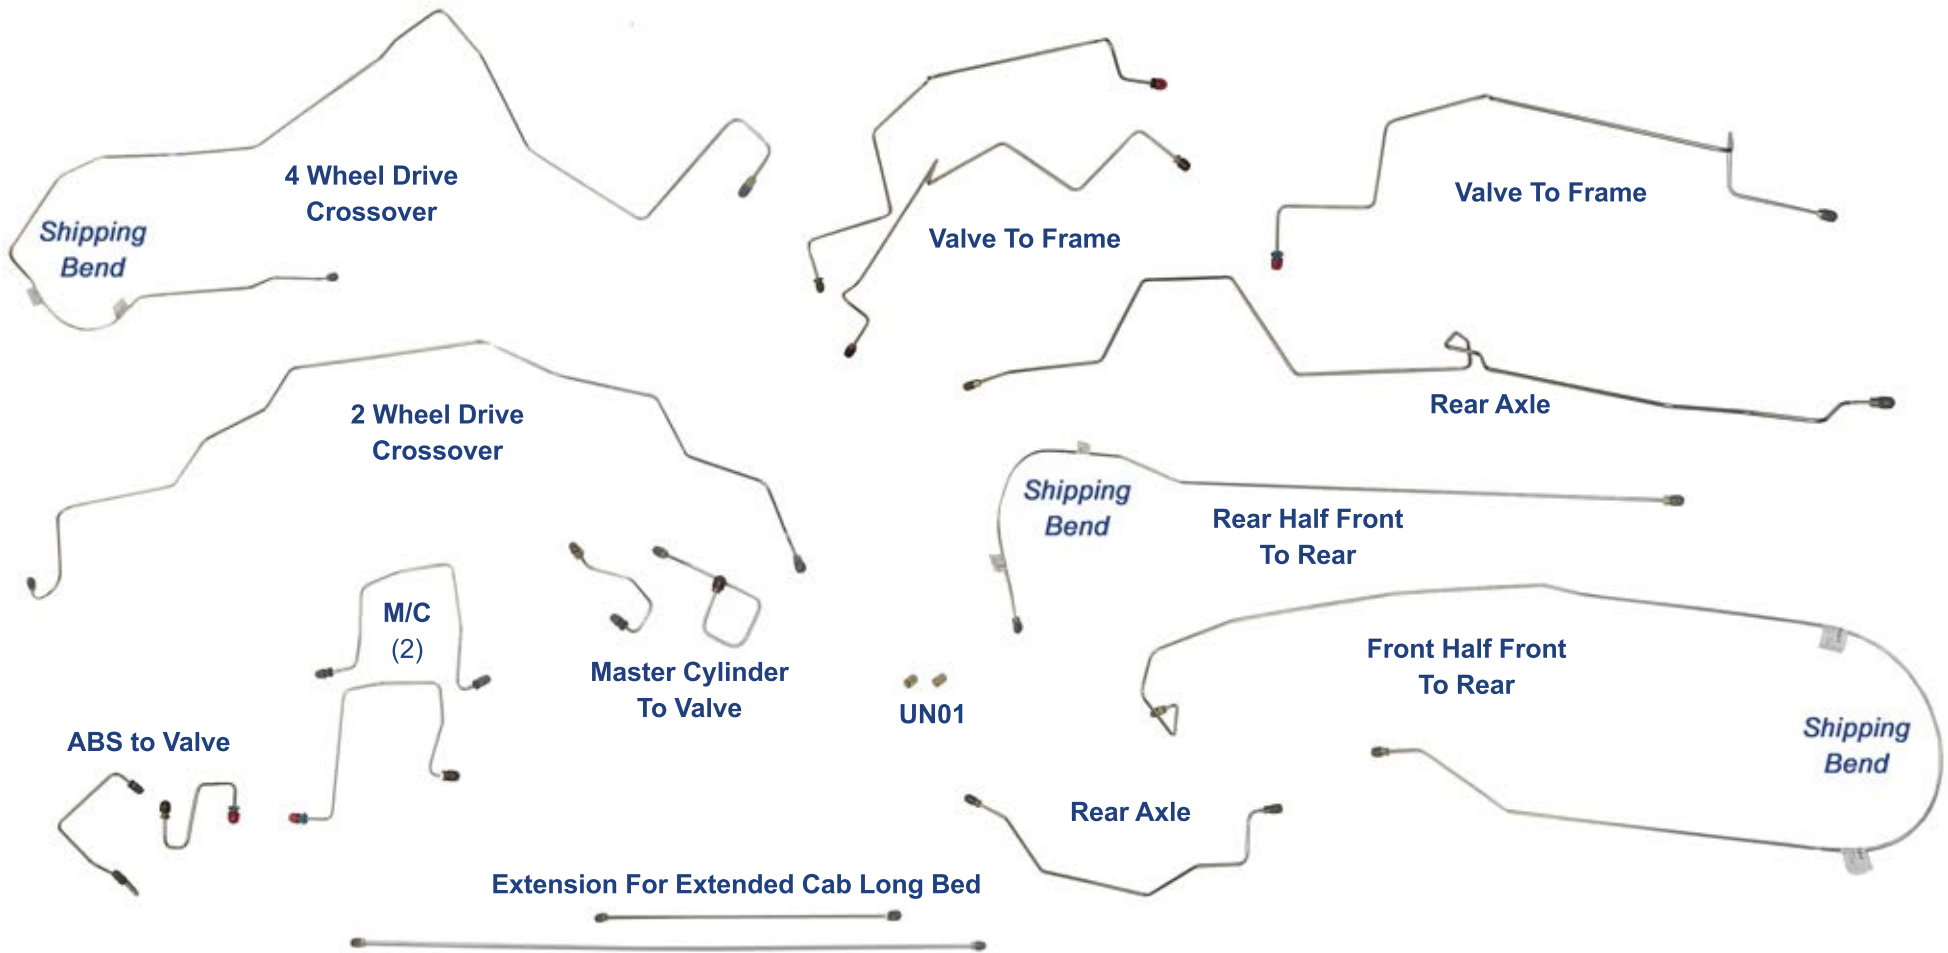 4 Wheel Drive
Crossover
Shipping
Bend
Valve To Frame
Valve To Frame
Rear Axle
2 Wheel Drive
Crossover
Shipping
Bend
Rear Half Front
To Rear
M/C
(2)
Master Cylinder
To Valve
UN01
Front Half Front
To Rear
Shipping
Bend
ABS to Valve
Rear Axle
Extension For Extended Cab Long Bed